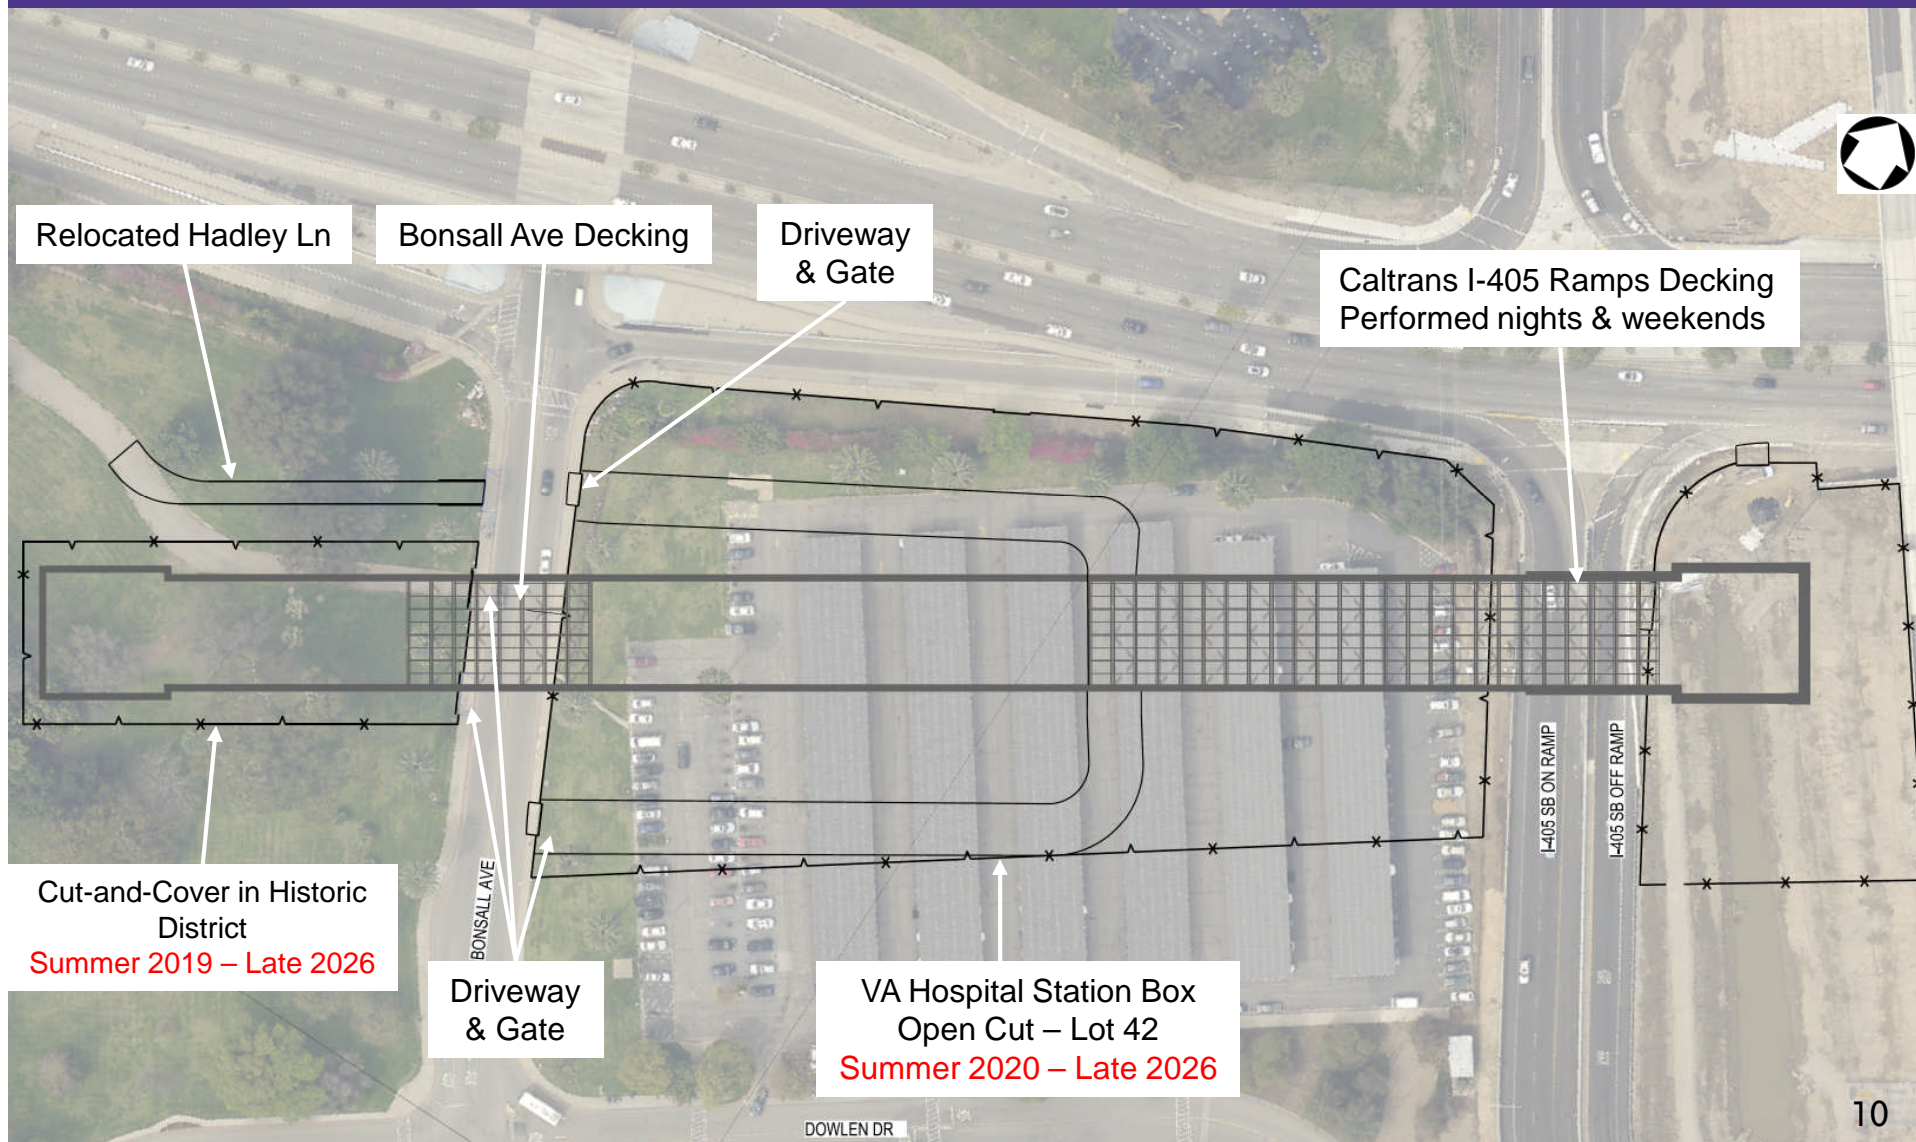 Relocated Hadley Ln
Bonsall Ave Decking
Driveway
& Gate
Caltrans I-405 Ramps Decking
Performed nights & weekends
I-405 SB ON RAMP
I-405 SB OFF RAMP
Cut-and-Cover in Historic
District
Summer 2019 – Late 2026
BONSALL AVE
Driveway
& Gate
VA Hospital Station Box
Open Cut – Lot 42
Summer 2020 – Late 2026
DOWLEN DR
10